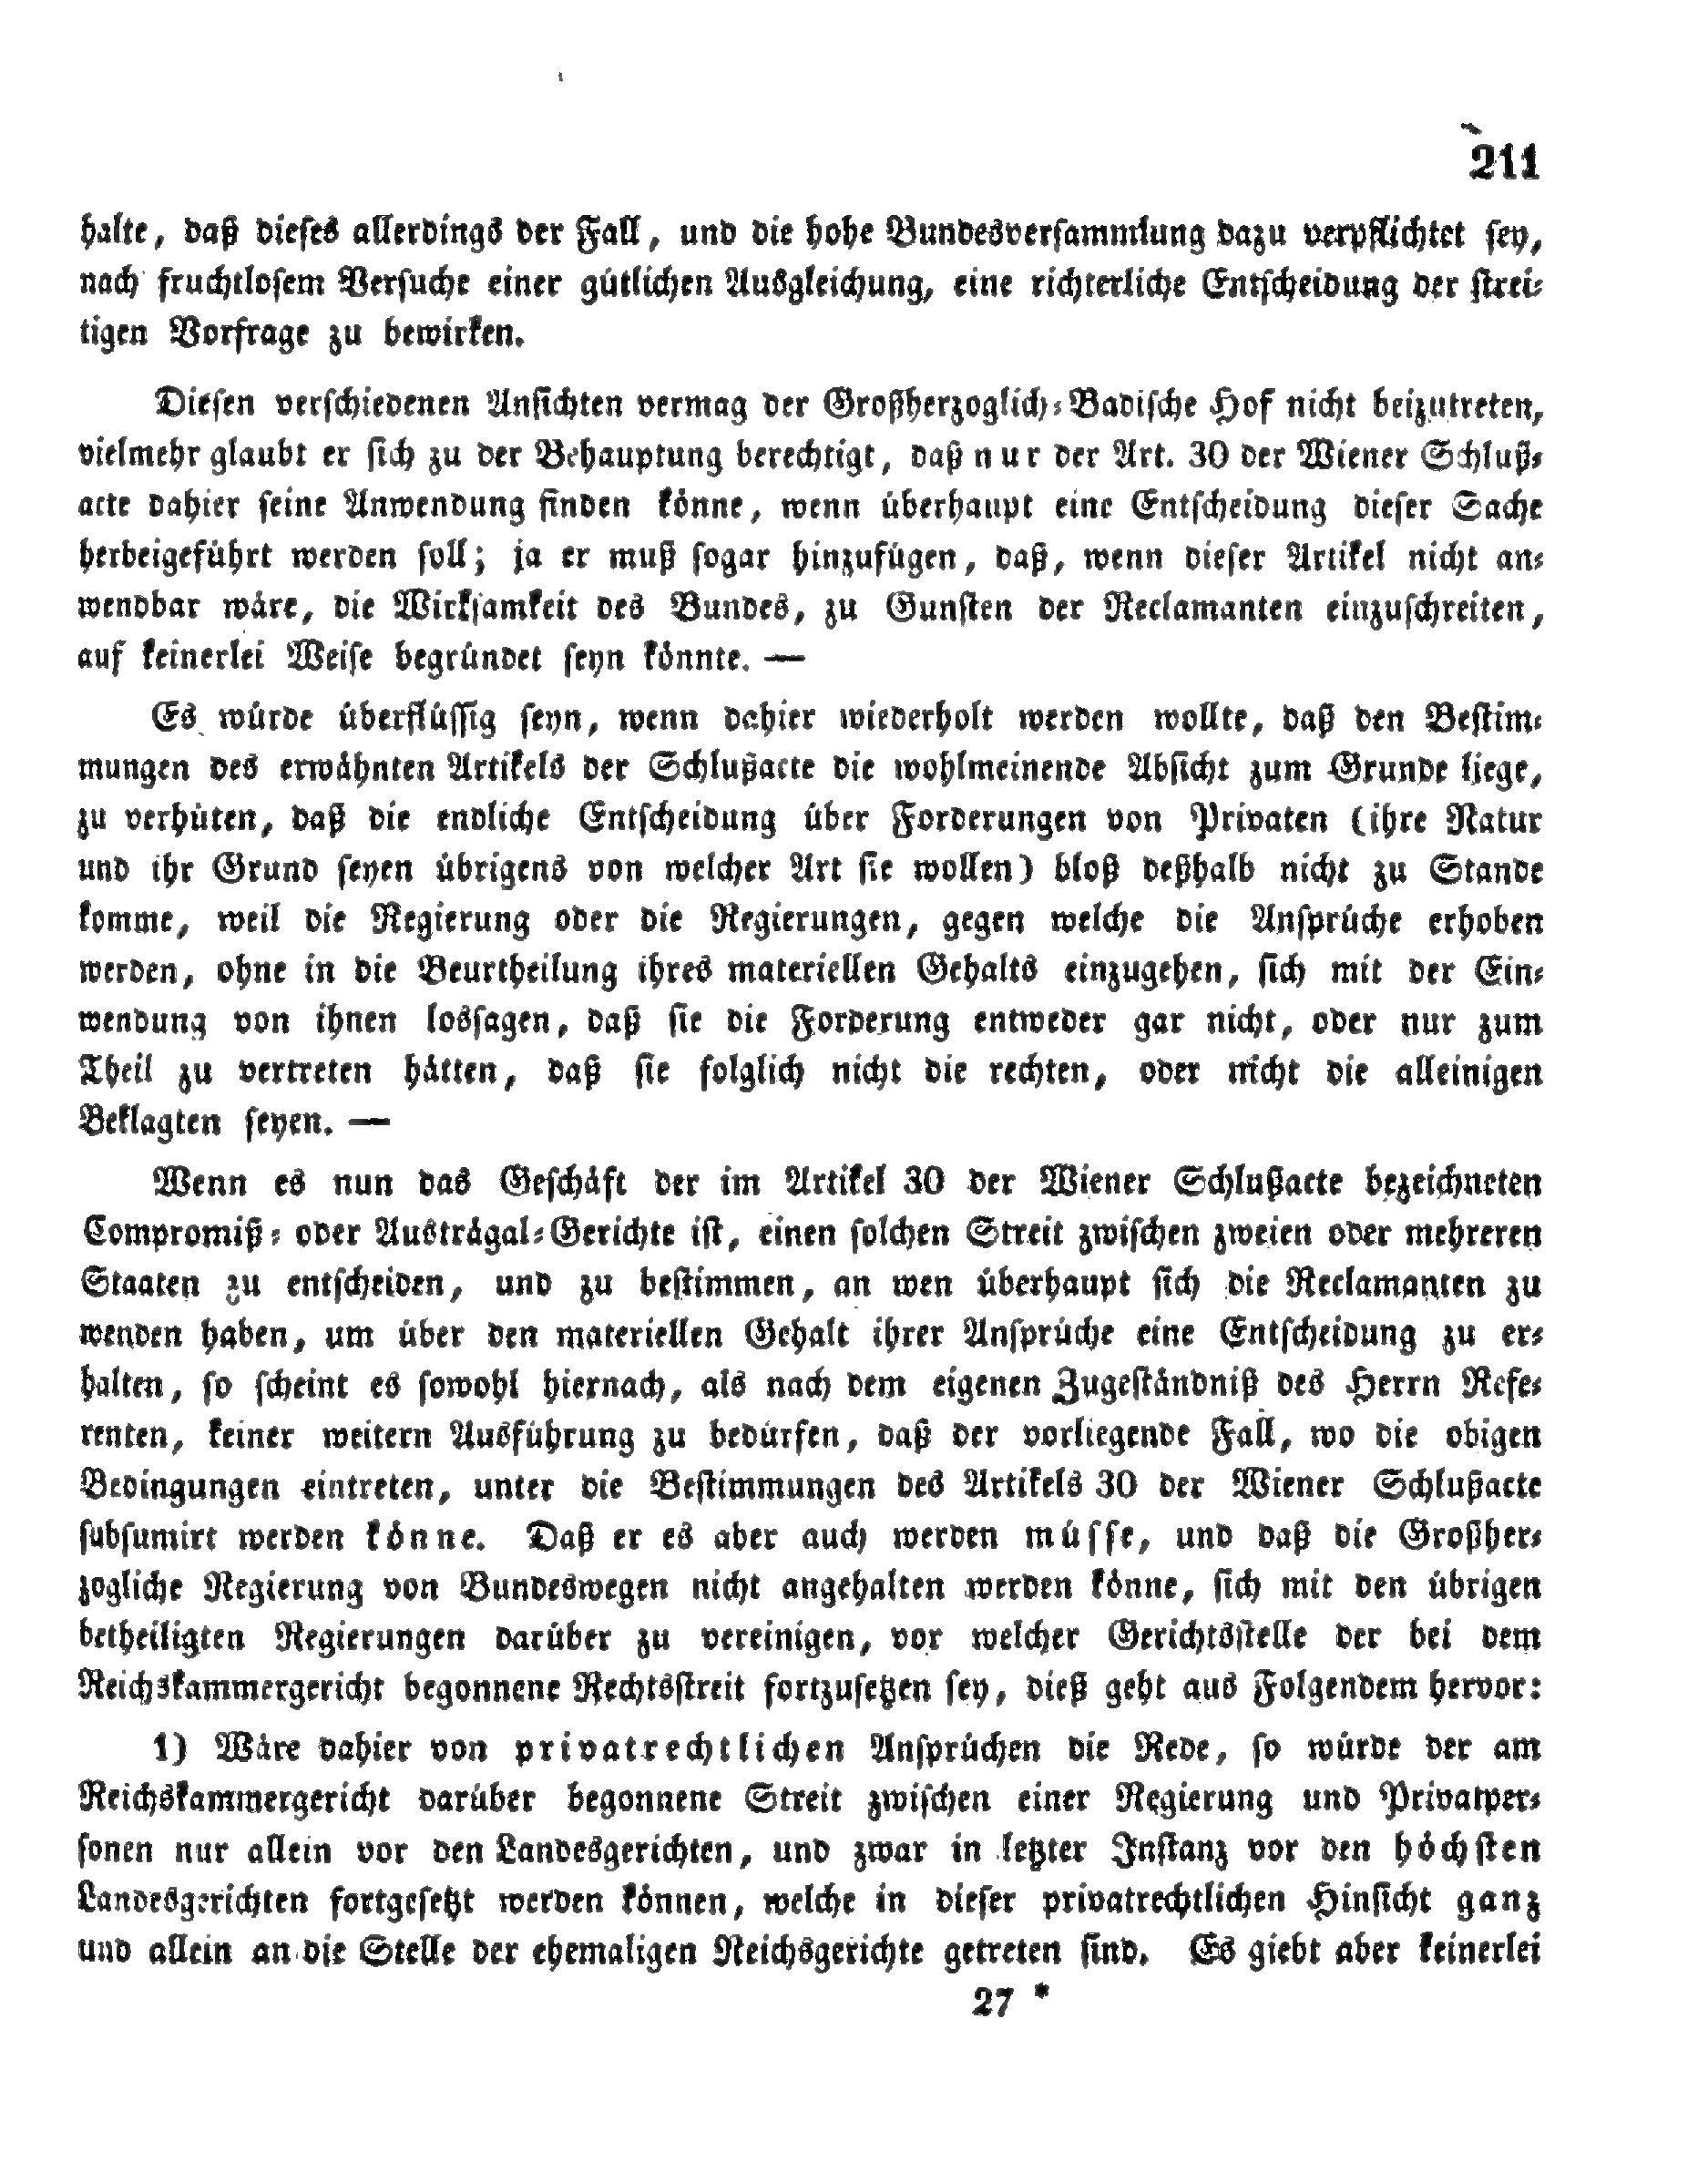 211
halte, daß dieses allerdings der Fall, und die hohe Bundesversammlung dazu verpflichtet sey,
nach fruchtlosem Versuche einer gütlichen Ausgleichung, eine richterliche Entscheidung der strei-
tigen Vorfrage zu bewirken.
Diesen verschiedenen Ansichten vermag der Großherzoglich-Badische Hof nicht beizutreten,
vielmehr glaubt er sich zu der Behauptung berechtigt, daß nur der Art. 30 der Wiener Schluß-
acte dahier seine Anwendung finden könne, wenn überhaupt eine Entscheidung dieser Sache
herbeigeführt werden soll; ja er muß sogar hinzufügen, daß, wenn dieser Artikel nicht an-
wendbar wäre, die Wirksamkeit des Bundes, zu Gunsten der Reclamanten einzuschreiten,
auf keinerlei Weise begründet seyn könnte. —
Es würde überflüssig seyn, wenn dahier wiederholt werden wollte, daß den Bestim-
mungen des erwähnten Artikels der Schlußacte die wohlmeinende Absicht zum Grunde liege,
zu verhüten, daß die endliche Entscheidung über Forderungen von Privaten (ihre Natur
und ihr Grund seyen übrigens von welcher Art sie wollen) bloß deßhalb nicht zu Stande
komme, weil die Regierung oder die Regierungen, gegen welche die Ansprüche erhoben
werden, ohne in die Beurtheilung ihres materiellen Gehalts einzugehen, sich mit der Ein-
wendung von ihnen lossagen, daß sie die Forderung entweder gar nicht, oder nur zum
Theil zu vertreten hätten, daß sie folglich nicht die rechten, oder nicht die alleinigen
Beklagten seyen. —
Wenn es nun das Geschäft der im Artikel 30 der Wiener Schlußacte bezeichneten
Compromiß- oder Austrägal-Gerichte ist, einen solchen Streit zwischen zweien oder mehreren
Staaten zu entscheiden, und zu bestimmen, an wen überhaupt sich die Reclamanten zu
wenden haben, um über den materiellen Gehalt ihrer Ansprüche eine Entscheidung zu er-
halten, so scheint es sowohl hiernach, als nach dem eigenen Zugeständniß des Herrn Refe-
renten, keiner weitern Ausführung zu bedürfen, daß der vorliegende Fall, wo die obigen
Bedingungen eintreten, unter die Bestimmungen des Artikels 30 der Wiener Schlußacte
subsumirt werden könne. Daß er es aber auch werden müsse, und daß die Großher-
zogliche Regierung von Bundeswegen nicht angehalten werden könne, sich mit den übrigen
betheiligten Regierungen darüber zu vereinigen, vor welcher Gerichtsstelle der bei dem
Reichskammergericht begonnene Rechtsstreit fortzusetzen sey, dieß geht aus Folgendem hervor:
1) Wäre dahier von privatrechtlichen Ansprüchen die Rede, so würde der am
Reichskammergericht darüber begonnene Streit zwischen einer Regierung und Privatper-
sonen nur allein vor den Landesgerichten, und zwar in letzter Instanz vor den höchsten
Landesgerichten fortgesetzt werden können, welche in dieser privatrechtlichen Hinsicht ganz
und allein an die Stelle der ehemaligen Reichsgerichte getreten sind. Es giebt aber keinerlei
27 *